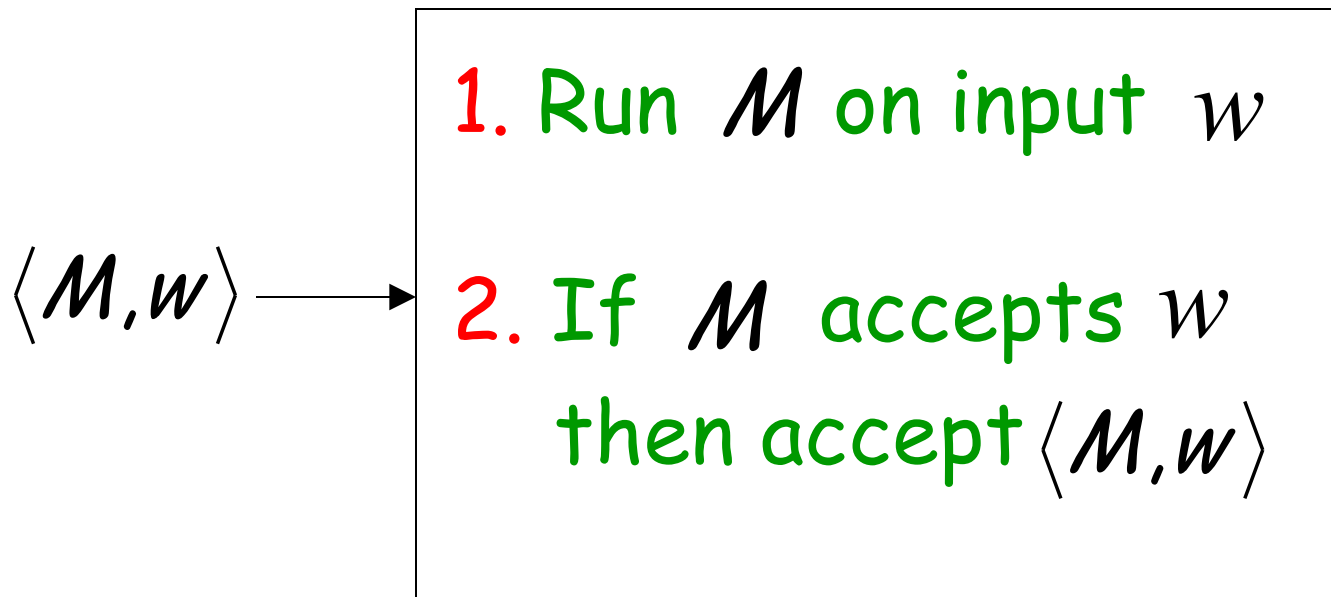 1. Run M on input w
⟨M,w⟩
2. If M accepts w
then accept ⟨M,w⟩